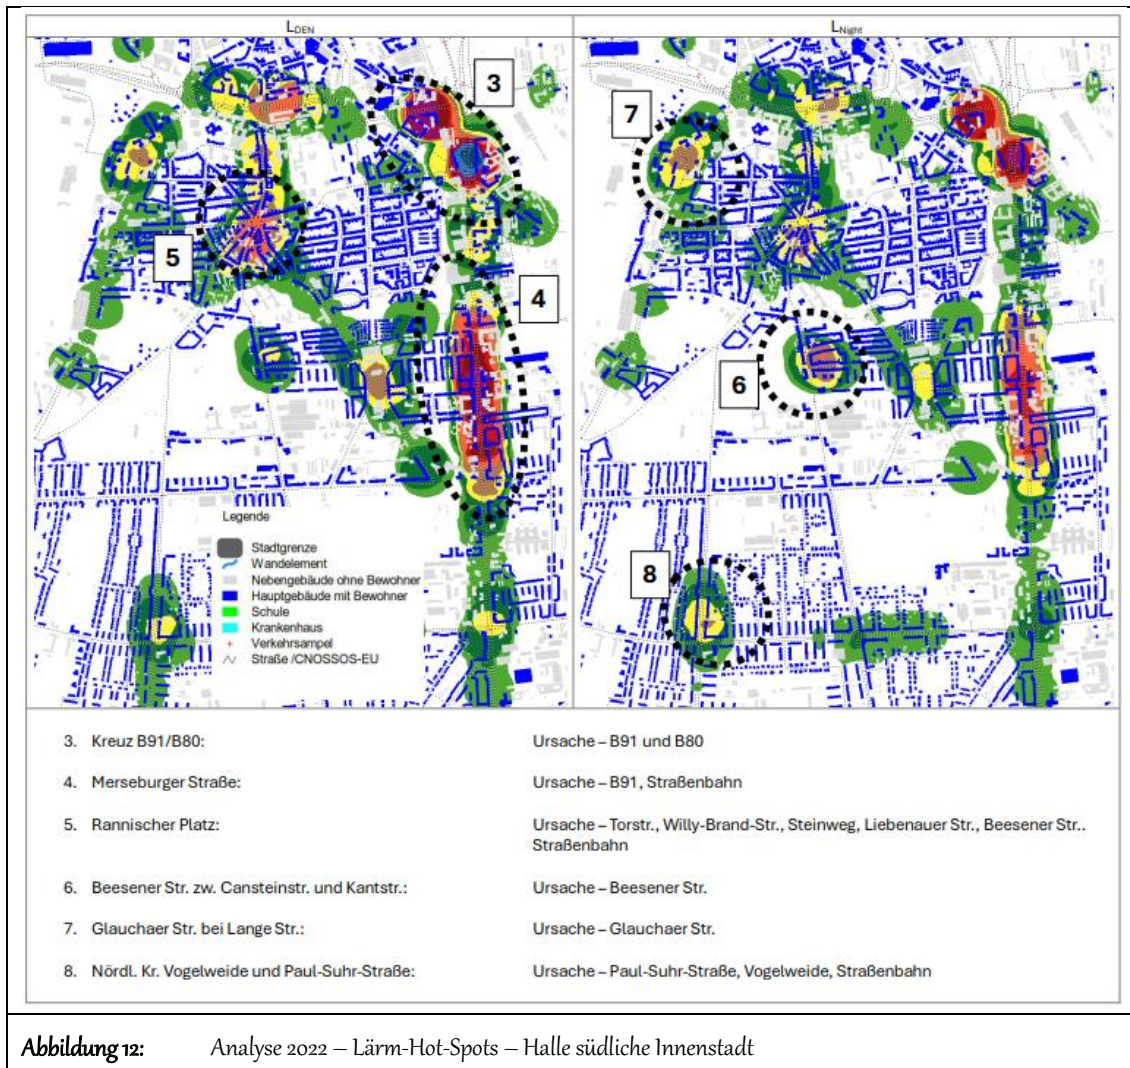 L_DEN
L_Night
3
7
5
4
6
8
Legende
Stadtgrenze
Wandelement
Nebengebäude ohne Bewohner
Hauptgebäude mit Bewohner
Schule
Krankenhaus
Verkehrsampel
Straße /CNOSSOS-EU
3. Kreuz B91/B80: Ursache – B91 und B80
4. Merseburger Straße: Ursache – B91, Straßenbahn
5. Rannischer Platz: Ursache – Torstr., Willy-Brand-Str., Steinweg, Liebenauer Str., Beesener Str..
Straßenbahn
6. Beesener Str. zw. Cansteinstr. und Kantstr.: Ursache – Beesener Str.
7. Glauchaer Str. bei Lange Str.: Ursache – Glauchaer Str.
8. Nördl. Kr. Vogelweide und Paul-Suhr-Straße: Ursache – Paul-Suhr-Straße, Vogelweide, Straßenbahn
Abbildung 12: Analyse 2022 – Lärm-Hot-Spots – Halle südliche Innenstadt